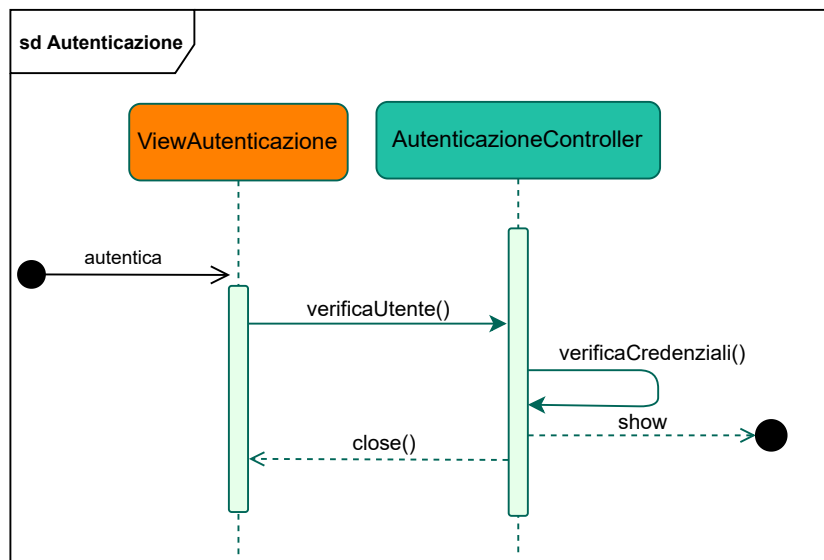 sd Autenticazione
ViewAutenticazione
AutenticazioneController
autentica
verificaUtente()
verificaCredenziali()
show
close()